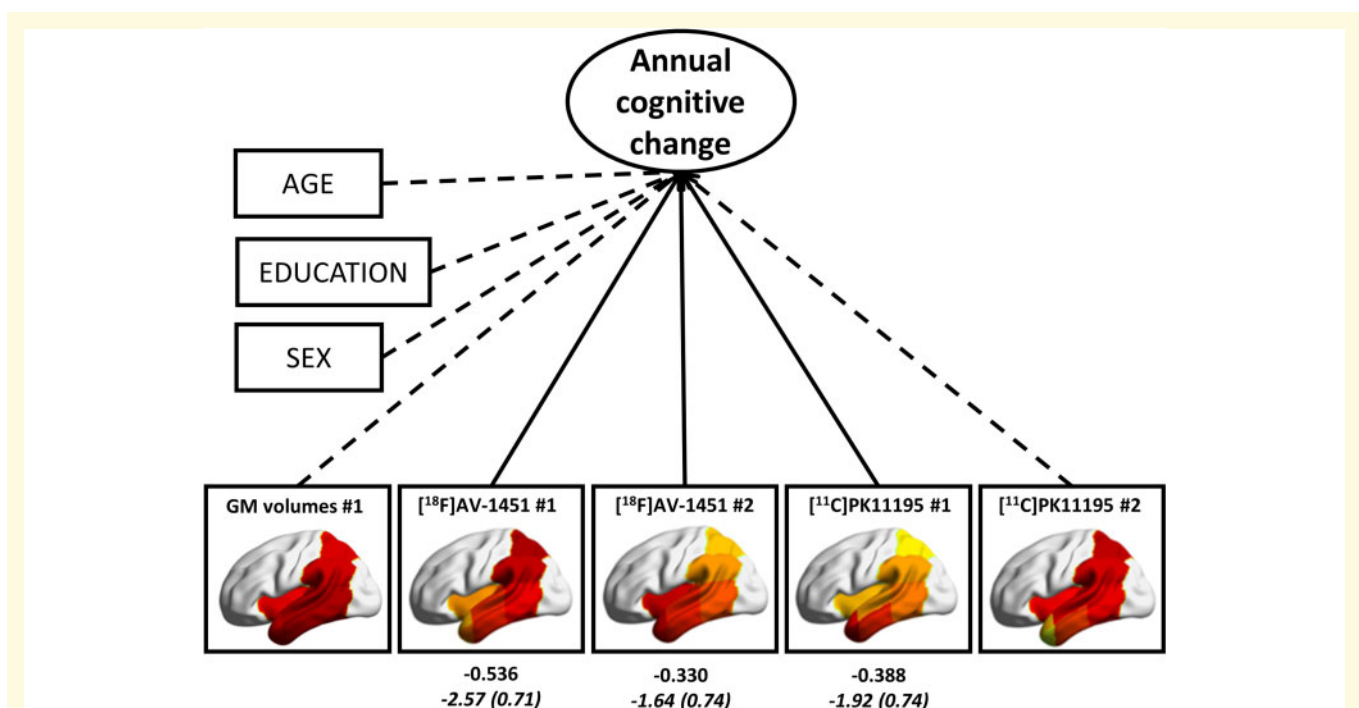 Annual
cognitive
change
AGE
EDUCATION
SEX
GM volumes #1
[¹⁸F]AV-1451 #1
[¹⁸F]AV-1451 #2
[¹¹C]PK11195 #1
[¹¹C]PK11195 #2
-0.536
-2.57 (0.71)
-0.330
-1.64 (0.74)
-0.388
-1.92 (0.74)